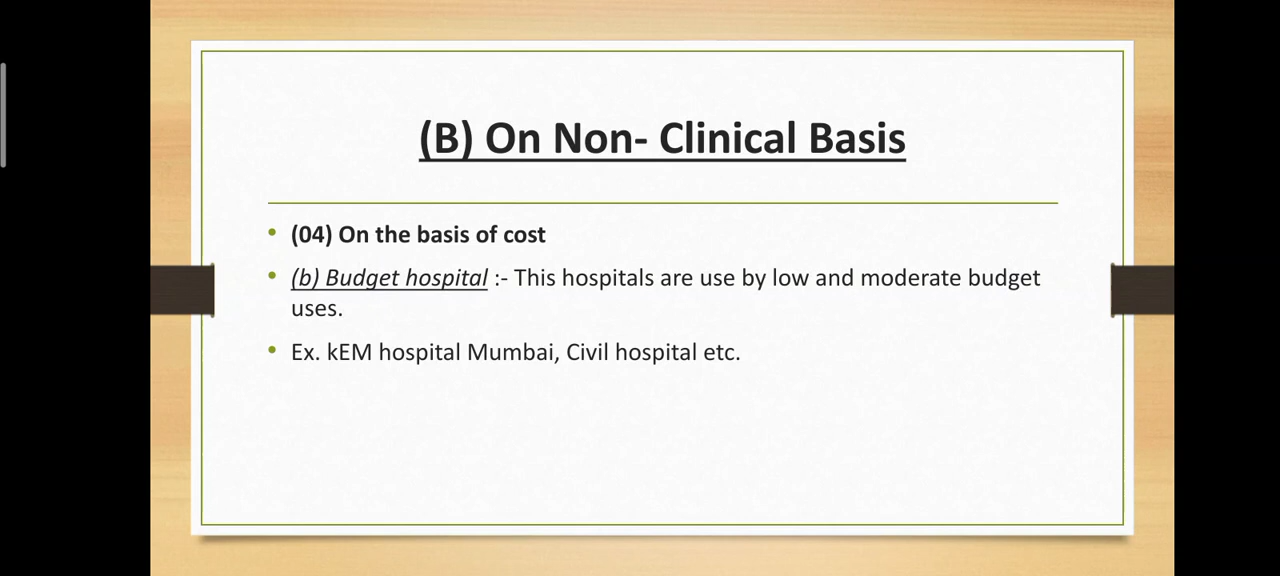 (B) On Non- Clinical Basis
• (04) On the basis of cost
• (b) Budget hospital :- This hospitals are use by low and moderate budget
uses.
• Ex. kEM hospital Mumbai, Civil hospital etc.